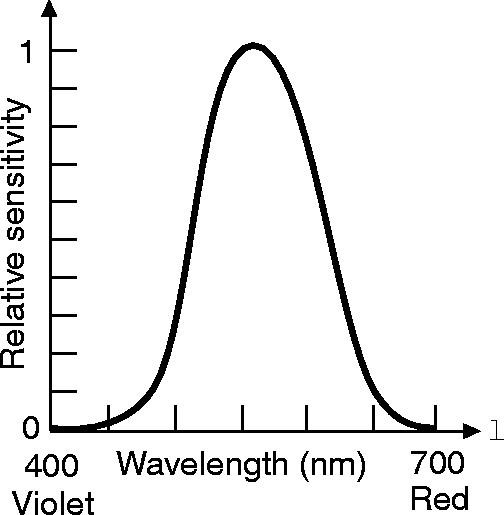 1
Relative sensitivity
0
l
400
Wavelength (nm)
700
Violet
Red